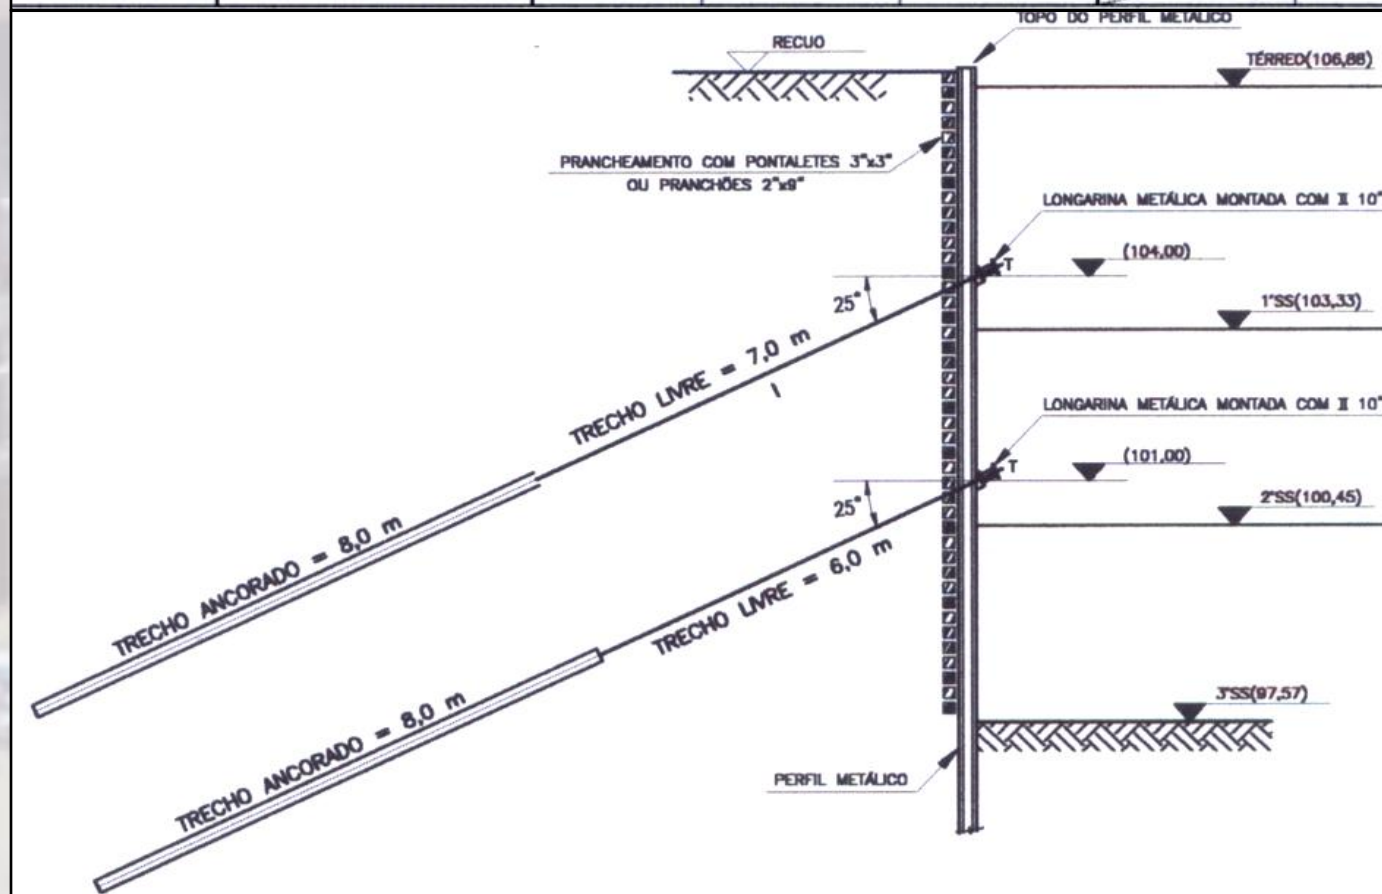 TOPO DO PERFIL METÁLICO
RECUO
TÉRREO(106,88)
PRANCHEAMENTO COM PONTALETES 3"x3"
OU PRANCHÕES 2"x9"
LONGARINA METÁLICA MONTADA COM II 10"
T
(104,00)
25°
1°SS(103,33)
TRECHO LIVRE = 7,0 m
LONGARINA METÁLICA MONTADA COM II 10"
T
(101,00)
25°
2°SS(100,45)
TRECHO ANCORADO = 8,0 m
TRECHO LIVRE = 6,0 m
3°SS(97,57)
TRECHO ANCORADO = 8,0 m
PERFIL METÁLICO